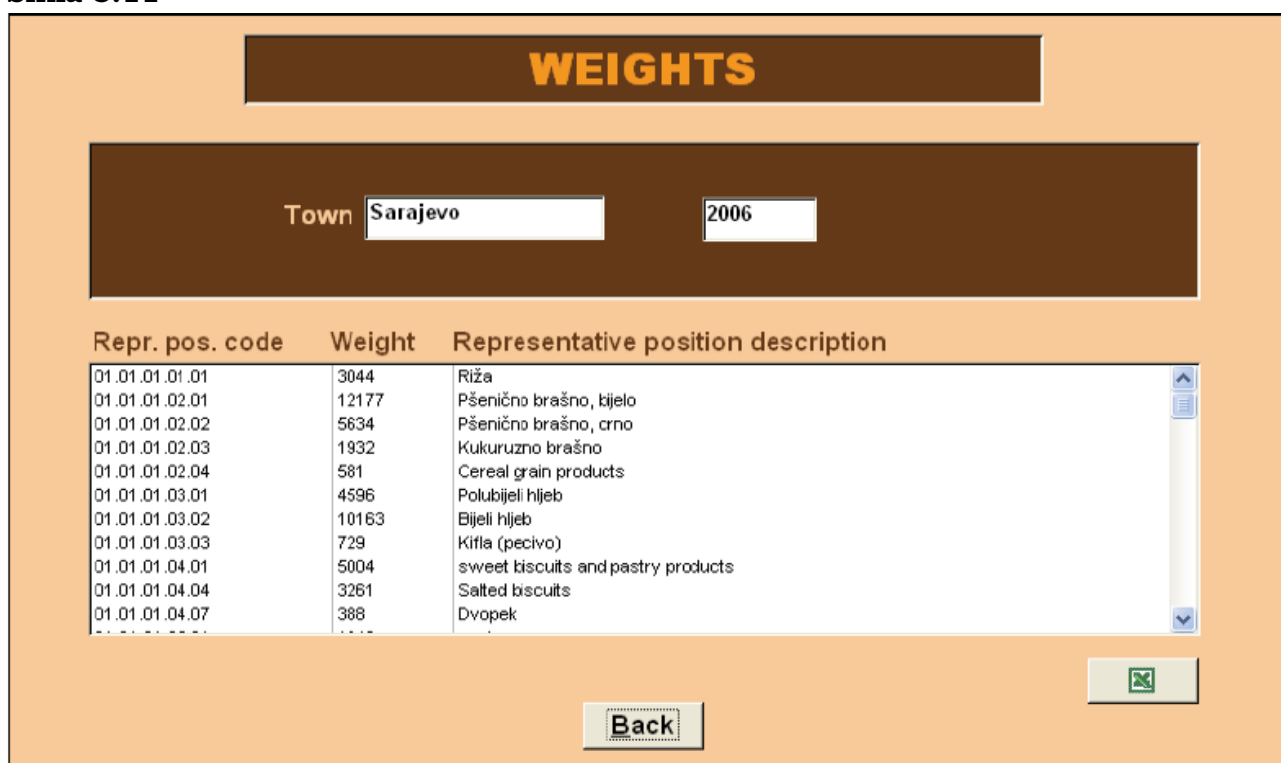 WEIGHTS
Town Sarajevo 2006
Repr. pos. code Weight Representative position description
01.01.01.01.01 3044 Riža
01.01.01.02.01 12177 Pšenično brašno, bijelo
01.01.01.02.02 5634 Pšenično brašno, crno
01.01.01.02.03 1932 Kukuruzno brašno
01.01.01.02.04 581 Cereal grain products
01.01.01.03.01 4596 Polubijeli hljeb
01.01.01.03.02 10163 Bijeli hljeb
01.01.01.03.03 729 Kifla (pecivo)
01.01.01.04.01 5004 sweet biscuits and pastry products
01.01.01.04.04 3261 Salted biscuits
01.01.01.04.07 388 Dvopek
Back